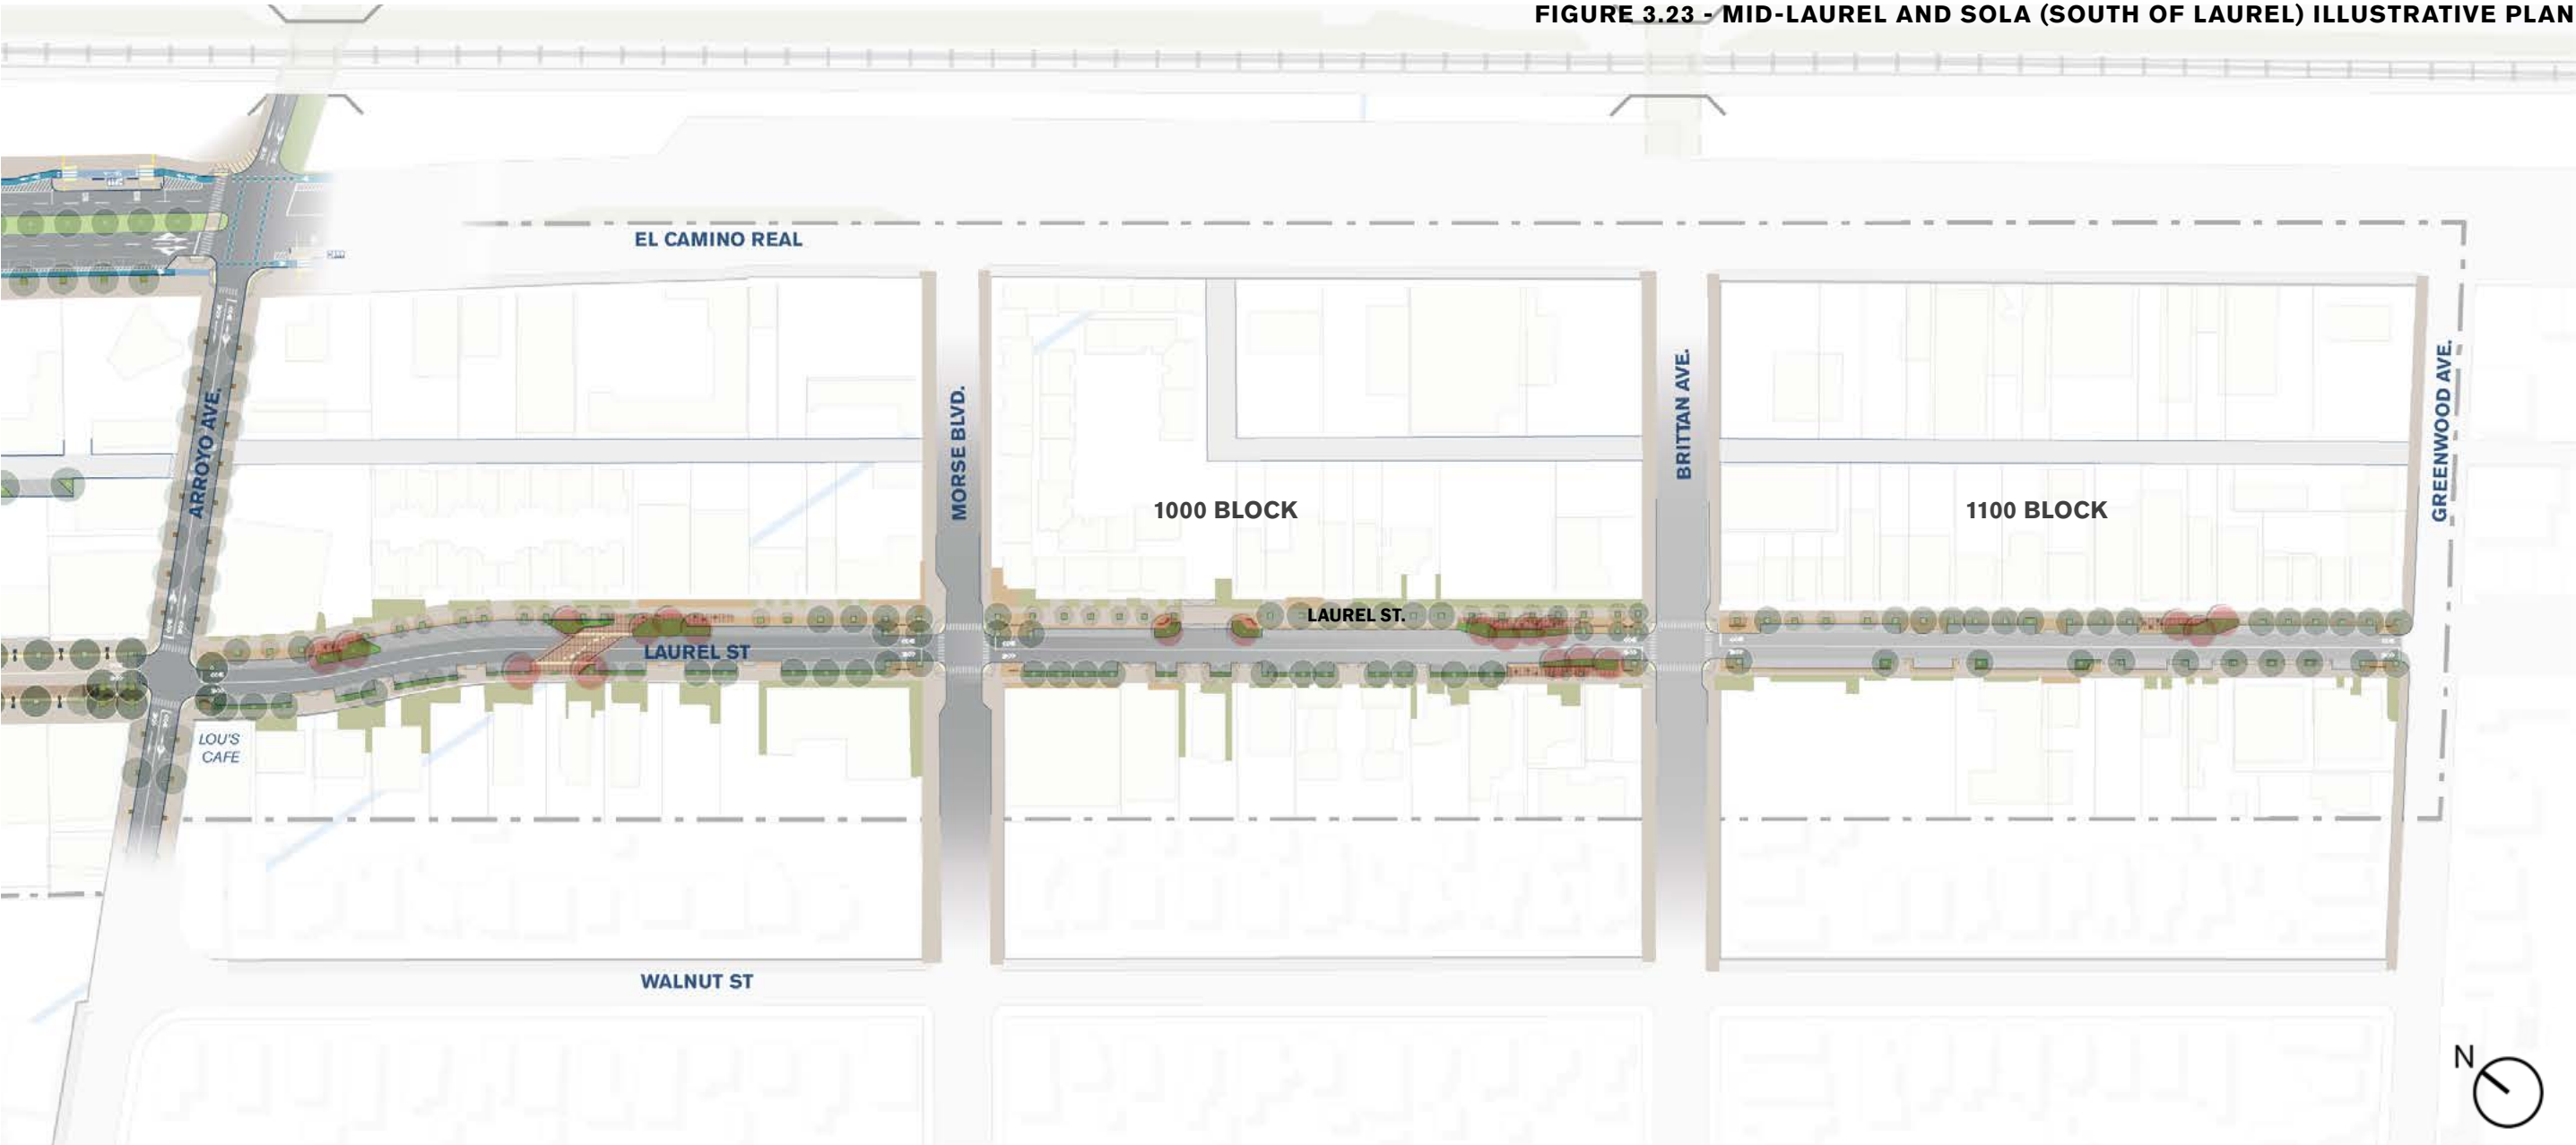 FIGURE 3.23 - MID-LAUREL AND SOLA (SOUTH OF LAUREL) ILLUSTRATIVE PLAN
EL CAMINO REAL
ARROYO AVE.
MORSE BLVD.
BRITTAN AVE.
GREENWOOD AVE.
1000 BLOCK
1100 BLOCK
LAUREL ST.
LAUREL ST
LOU'S
CAFE
WALNUT ST
N